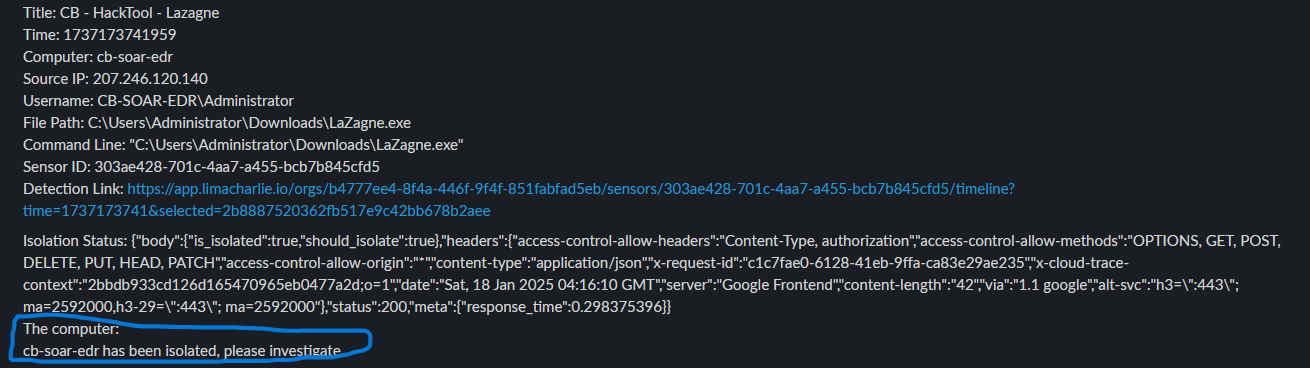 Title: CB - HackTool - Lazagne
Time: 1737173741959
Computer: cb-soar-edr
Source IP: 207.246.120.140
Username: CB-SOAR-EDR\Administrator
File Path: C:\Users\Administrator\Downloads\LaZagne.exe
Command Line: "C:\Users\Administrator\Downloads\LaZagne.exe"
Sensor ID: 303ae428-701c-4aa7-a455-bcb7b845cfd5
Detection Link: https://app.limacharlie.io/orgs/b4777ee4-8f4a-446f-9f4f-851fabfad5eb/sensors/303ae428-701c-4aa7-a455-bcb7b845cfd5/timeline?
time=1737173741&selected=2b8887520362fb517e9c42bb678b2aee
Isolation Status: {"body":{"is_isolated":true,"should_isolate":true},"headers":{"access-control-allow-headers":"Content-Type, authorization","access-control-allow-methods":"OPTIONS, GET, POST,
DELETE, PUT, HEAD, PATCH","access-control-allow-origin":"*","content-type":"application/json","x-request-id":"c1c7fae0-6128-41eb-9ffa-ca83e29ae235","x-cloud-trace-
context":"2bbdb933cd126d165470965eb0477a2d;o=1","date":"Sat, 18 Jan 2025 04:16:10 GMT","server":"Google Frontend","content-length":"42","via":"1.1 google","alt-svc":"h3=\":443\";
ma=2592000,h3-29=\":443\"; ma=2592000"},"status":200,"meta":{"response_time":0.298375396}}
The computer:
cb-soar-edr has been isolated, please investigate